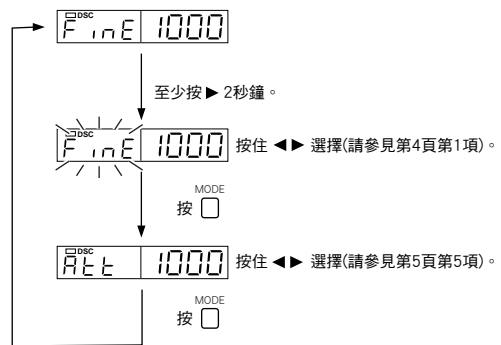 DSC
FinE 1000
至少按 ▶ 2秒鐘。
DSC
FinE 1000 按住 ◀▶ 選擇(請參見第4頁第1項)。
MODE
按
DSC
Att 1000 按住 ◀▶ 選擇(請參見第5頁第5項)。
MODE
按